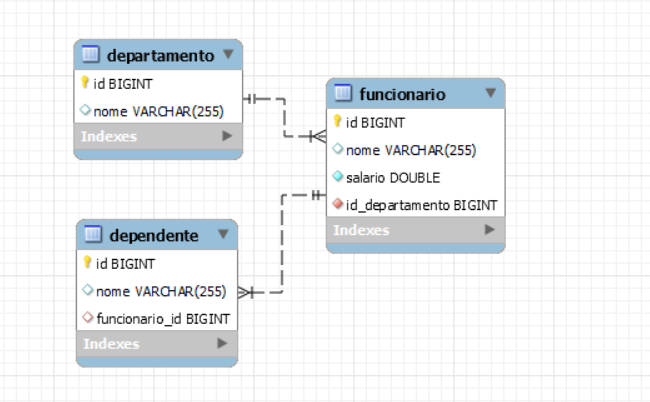 departamento
id BIGINT
nome VARCHAR(255)
Indexes
funcionario
id BIGINT
nome VARCHAR(255)
salario DOUBLE
id_departamento BIGINT
Indexes
dependente
id BIGINT
nome VARCHAR(255)
funcionario_id BIGINT
Indexes